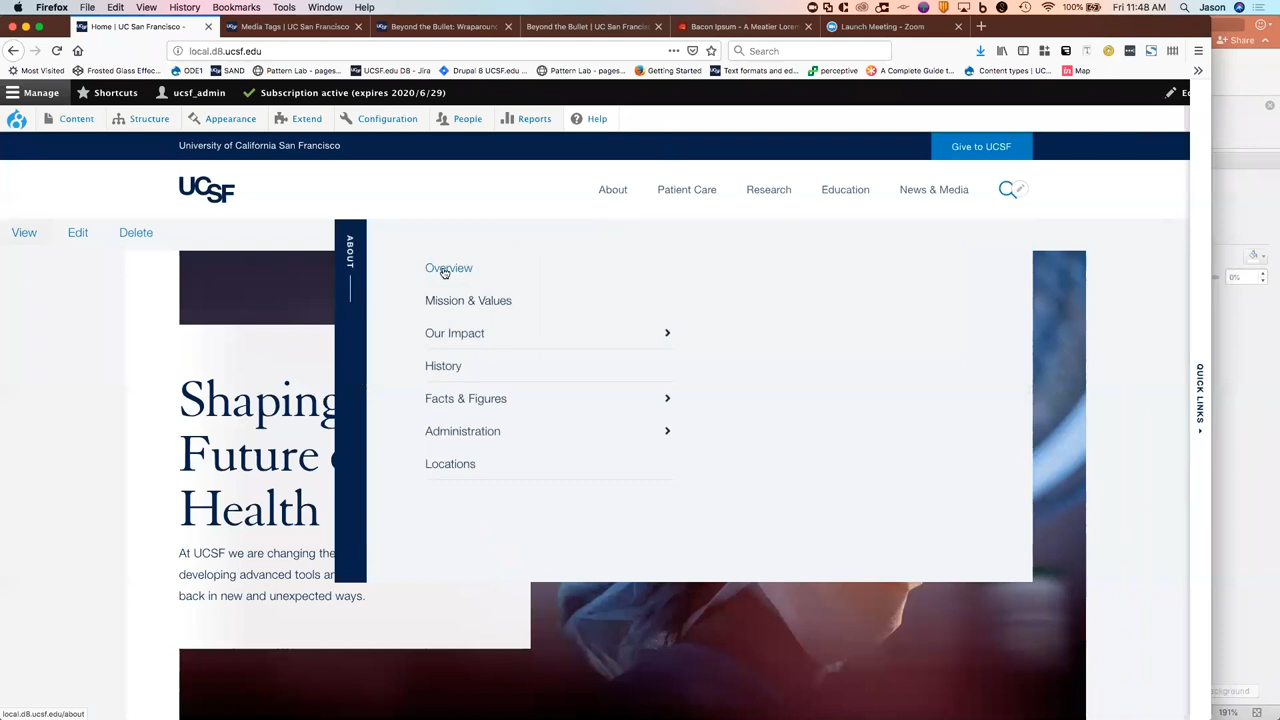 Firefox File Edit View History Bookmarks Tools Window Help 100% Fri 11:48 AM Jason
Home | UC San Francisco - Media Tags | UC San Francisco Beyond the Bullet: Wraparoun Beyond the Bullet | UC San Francis Bacon Ipsum - A Meatier Lorem Launch Meeting - Zoom
Share
local.d8.ucsf.edu Search
Most Visited Frosted Glass Effec... QDE1 SAND Pattern Lab - pages... UCSF.edu D8 - Jira Drupal 8 UCSF.edu ... Pattern Lab - pages... Getting Started Text formats and ed... perceptive A Complete Guide t... Content types | UC... Map
Manage Shortcuts ucsf_admin Subscription active (expires 2020/6/29)
Content Structure Appearance Extend Configuration People Reports Help
University of California San Francisco Give to UCSF
UCSF About Patient Care Research Education News & Media
View Edit Delete
ABOUT
Overview
0%
Mission & Values
Our Impact
History
Facts & Figures
Administration
Locations
QUICK LINKS
Shaping
Future
Health
At UCSF we are changing the
developing advanced tools a
back in new and unexpected ways.
ackground
local.d8.ucsf.edu/about
191%